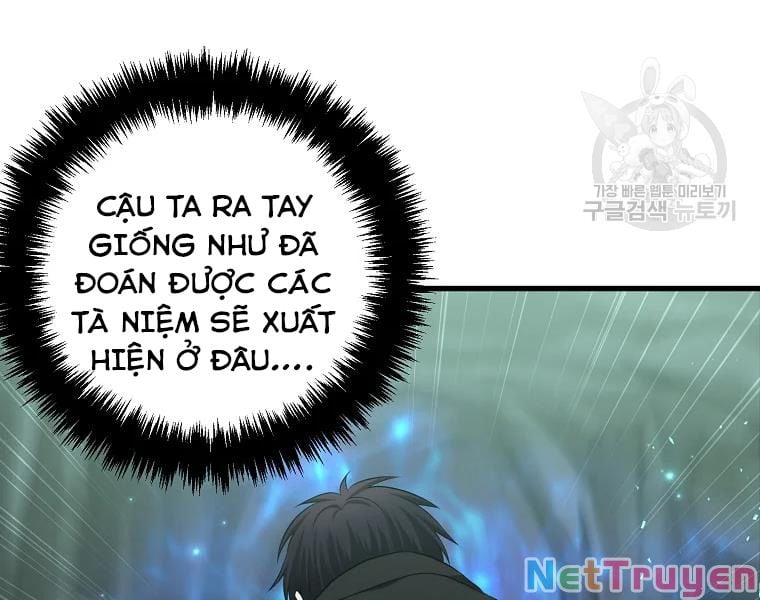 가장 빠른 웹툰 미리보기
구글검색 뉴토끼
CẬU TA RA TAY
GIỐNG NHƯ ĐÃ
ĐOÁN ĐƯỢC CÁC
TÀ NIỆM SẼ XUẤT
HIỆN Ở ĐÂU....
NetTruyen